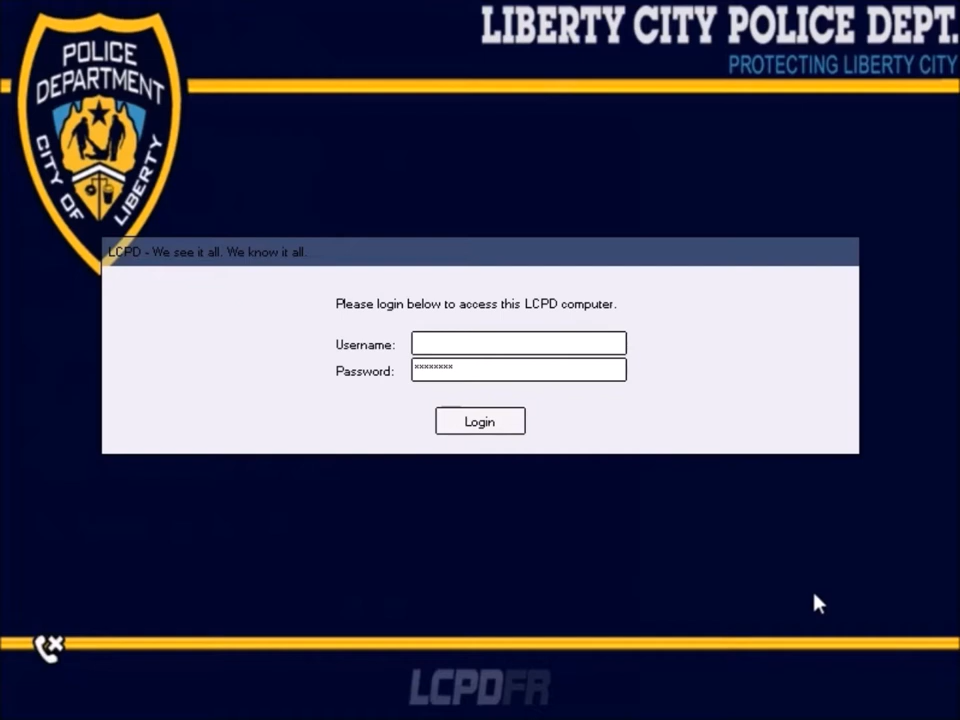 LIBERTY CITY POLICE DEPT.
PROTECTING LIBERTY CITY
POLICE
DEPARTMENT
CITY OF LIBERTY
LCPD - We see it all. We know it all.
Please login below to access this LCPD computer.
Username:
Password: ********
Login
LCPDFR